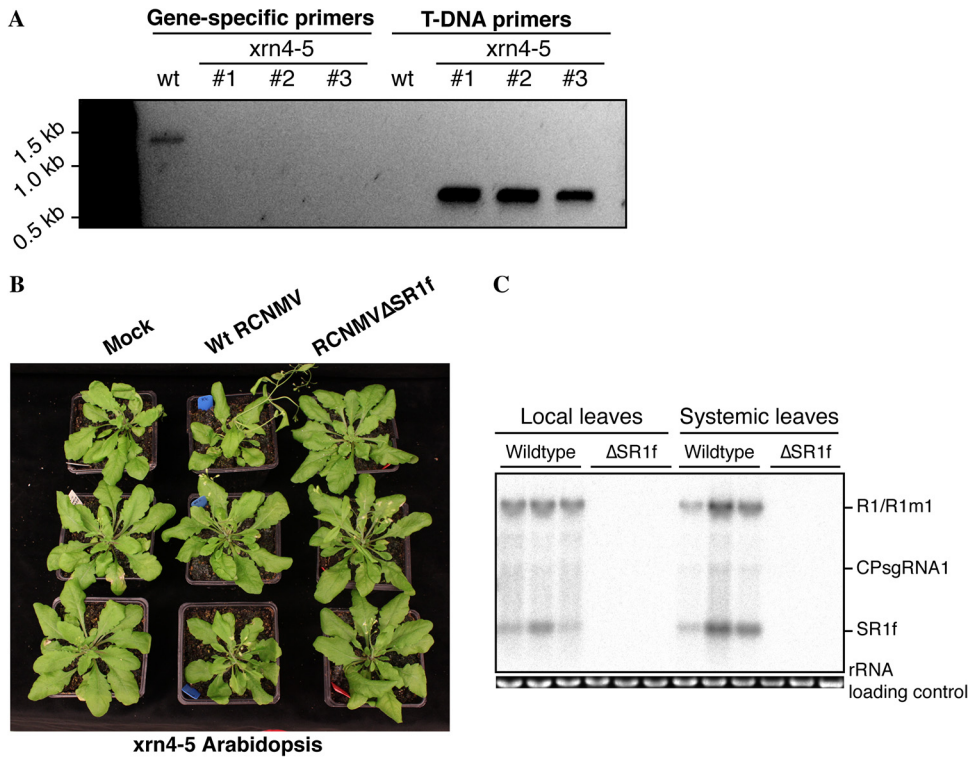 A
Gene-specific primers
T-DNA primers
xrn4-5
xrn4-5
wt
#1
#2
#3
wt
#1
#2
#3
1.5 kb
1.0 kb
0.5 kb
B
Mock
Wt RCNMV
RCNMVΔSR1f
xrn4-5 Arabidopsis
C
Local leaves
Systemic leaves
Wildtype
ΔSR1f
Wildtype
ΔSR1f
R1/R1m1
CPsgRNA1
SR1f
rRNA
loading control